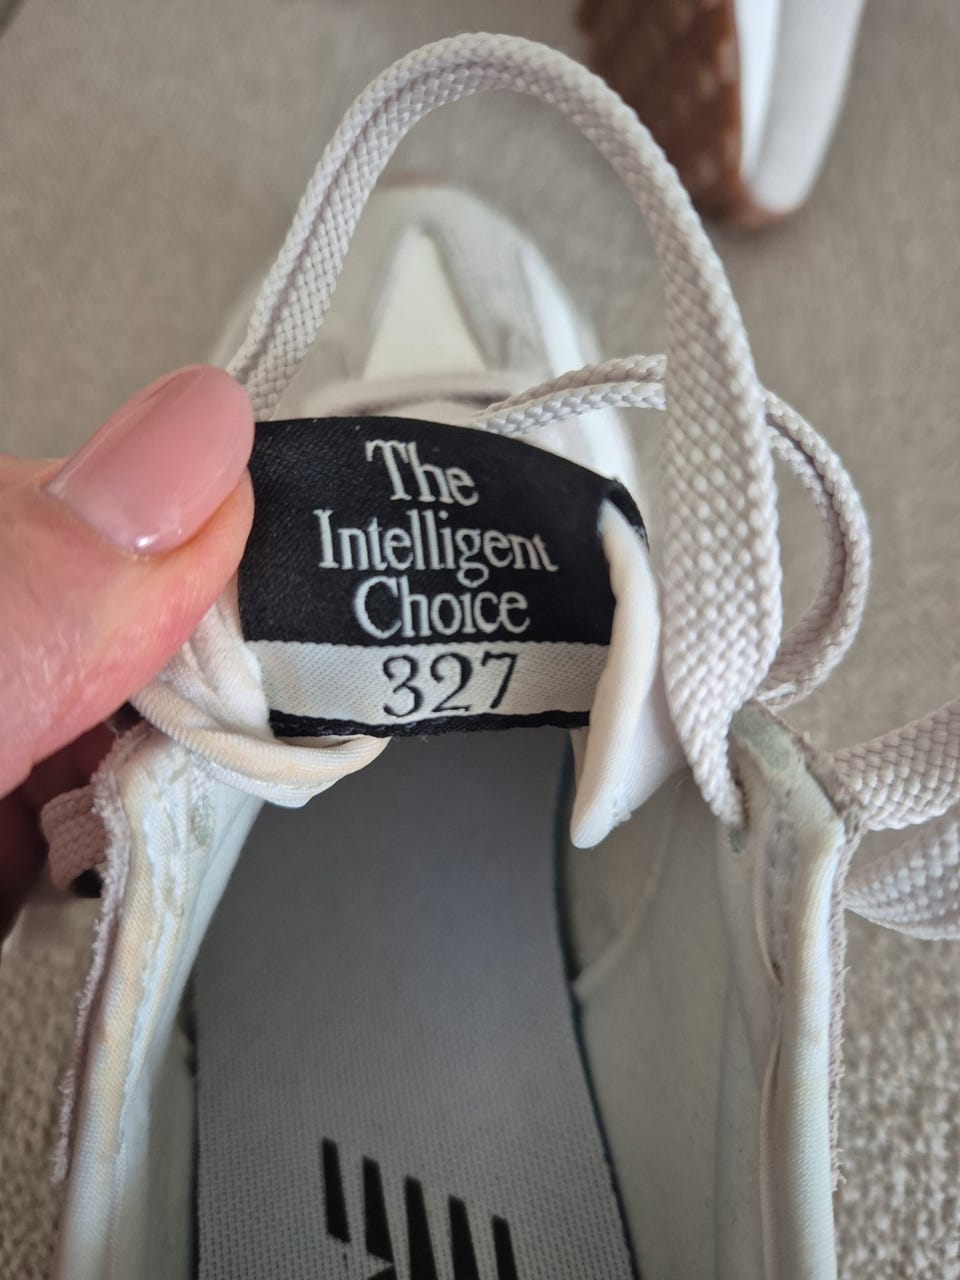 The
Intelligent
Choice
327